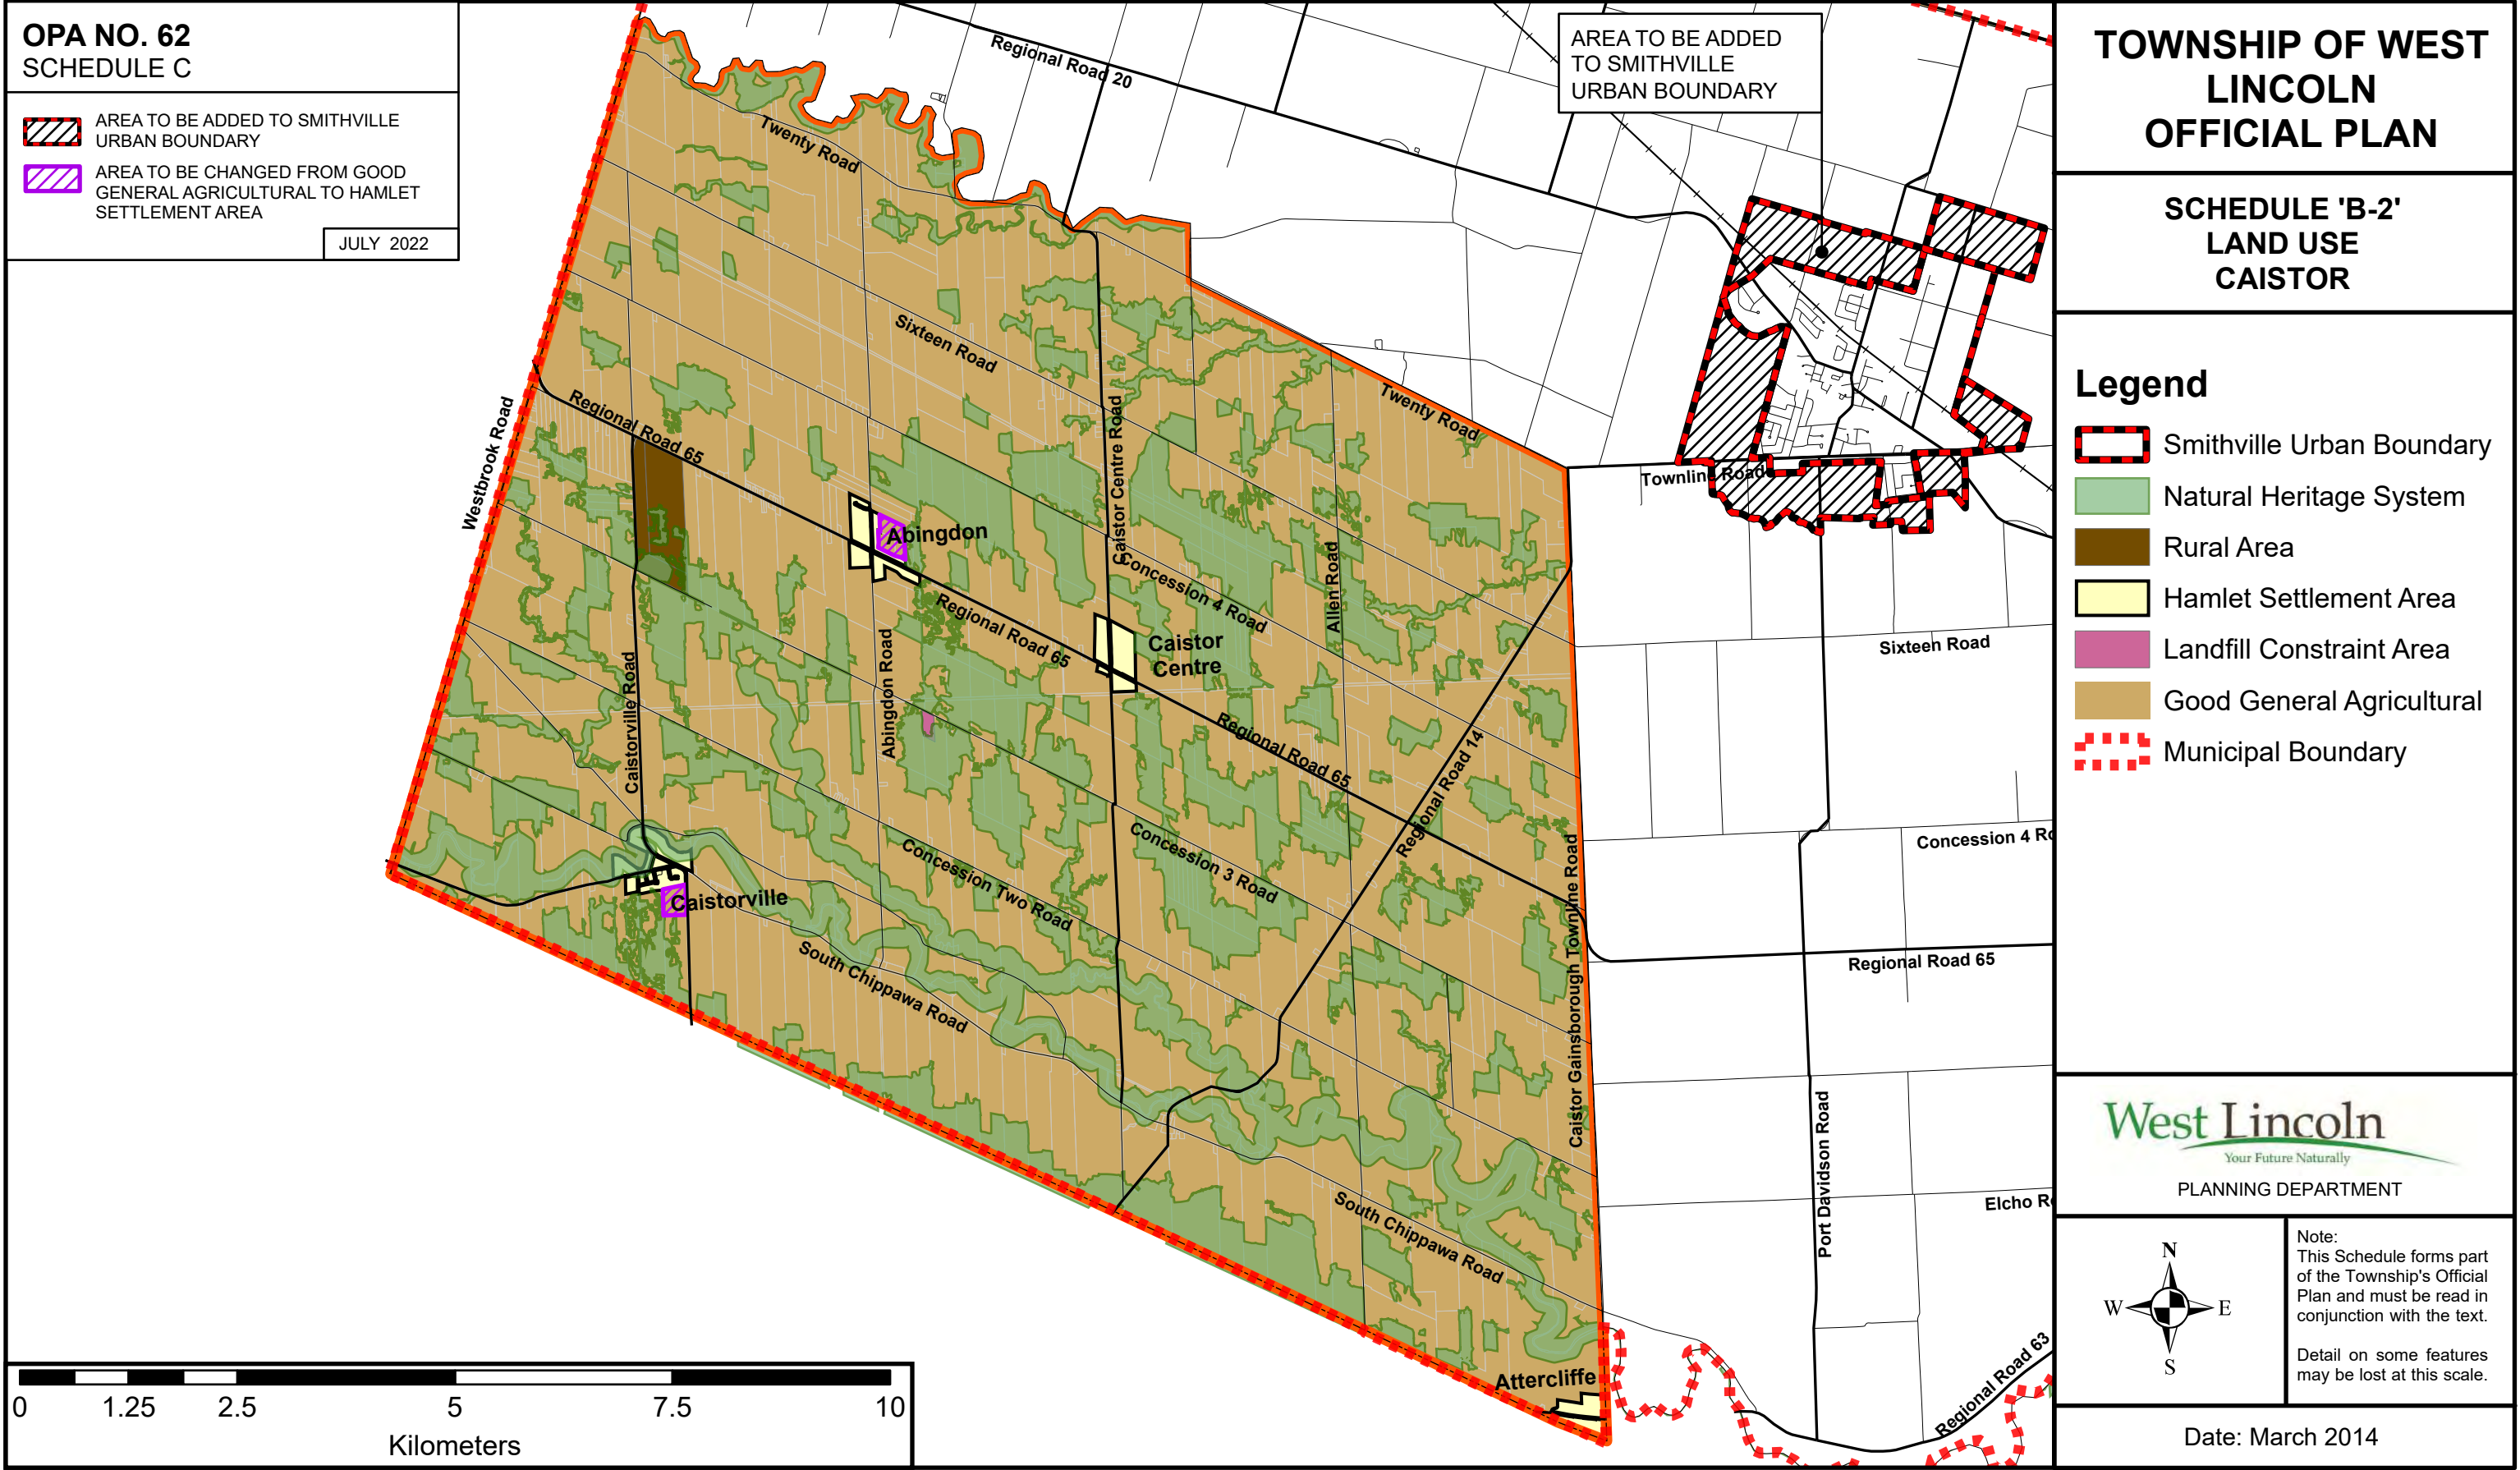 OPA NO. 62
SCHEDULE C
AREA TO BE ADDED TO SMITHVILLE
URBAN BOUNDARY
AREA TO BE CHANGED FROM GOOD
GENERAL AGRICULTURAL TO HAMLET
SETTLEMENT AREA
JULY 2022
AREA TO BE ADDED
TO SMITHVILLE
URBAN BOUNDARY
Regional Road 20
Twenty Road
Sixteen Road
Twenty Road
Regional Road 65
Westbrook Road
Caistor Centre Road
Townline Road
Abingdon
Concession 4 Road
Allen Road
Regional Road 65
Caistor
Centre
Sixteen Road
Abingdon Road
Caistorville Road
Regional Road 65
Regional Road 14
Concession 4 Ro
Concession 3 Road
Concession Two Road
Caistorville
Caistor Gainsborough Townline Road
South Chippawa Road
Regional Road 65
Port Davidson Road
Elcho R
South Chippawa Road
Attercliffe
Regional Road 63
0
1.25
2.5
5
7.5
10
Kilometers
TOWNSHIP OF WEST
LINCOLN
OFFICIAL PLAN
SCHEDULE 'B-2'
LAND USE
CAISTOR
Legend
Smithville Urban Boundary
Natural Heritage System
Rural Area
Hamlet Settlement Area
Landfill Constraint Area
Good General Agricultural
Municipal Boundary
West Lincoln
Your Future Naturally
PLANNING DEPARTMENT
N
W E
S
Note:
This Schedule forms part
of the Township's Official
Plan and must be read in
conjunction with the text.
Detail on some features
may be lost at this scale.
Date: March 2014